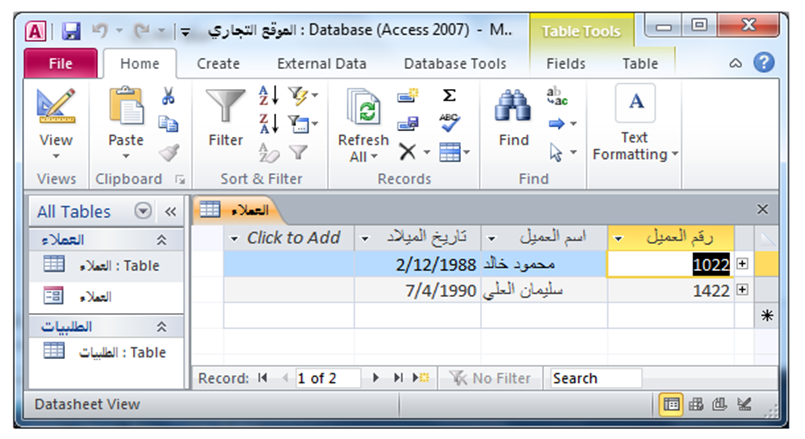 الموقع التجاري : Database (Access 2007) - M..
Table Tools
File Home Create External Data Database Tools Fields Table
View
Paste
Filter
Refresh All
Find
ab
ac
ABC
A
Text Formatting
Views Clipboard Sort & Filter Records Find
All Tables
العملاء
العملاء : Table
العملاء
الطلبيات
الطلبيات : Table
العملاء
رقم العميل اسم العميل تاريخ الميلاد Click to Add
1022 محمود خالد 2/12/1988
1422 سليمان العلي 7/4/1990
Record: 1 of 2 No Filter Search
Datasheet View